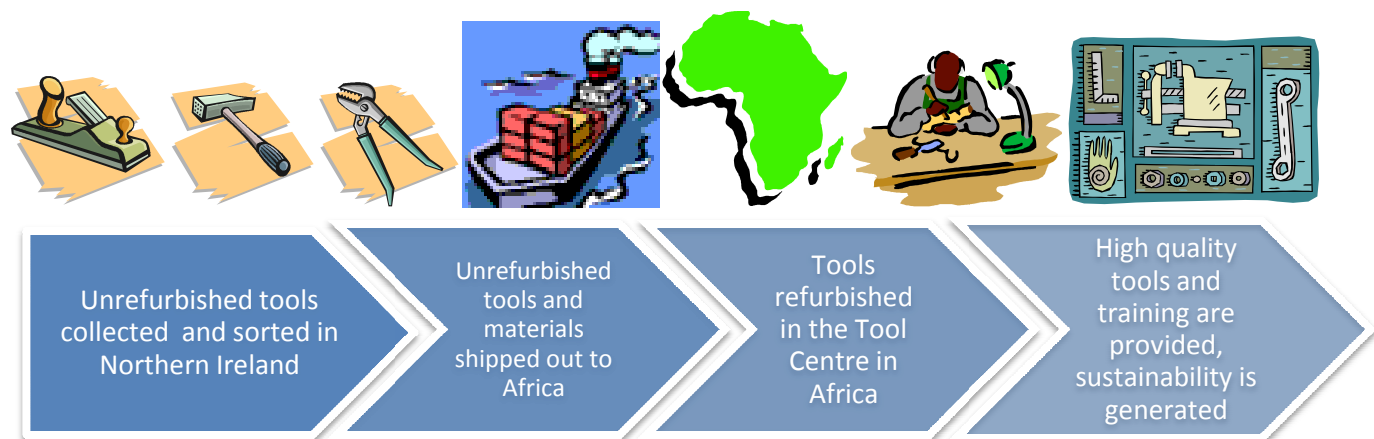 Unrefurbished tools
collected  and sorted in
Northern Ireland
Unrefurbished
tools and
materials
shipped out to
Africa
Tools
refurbished
in the Tool
Centre in
Africa
High quality
tools and
training are
provided,
sustainability is
generated